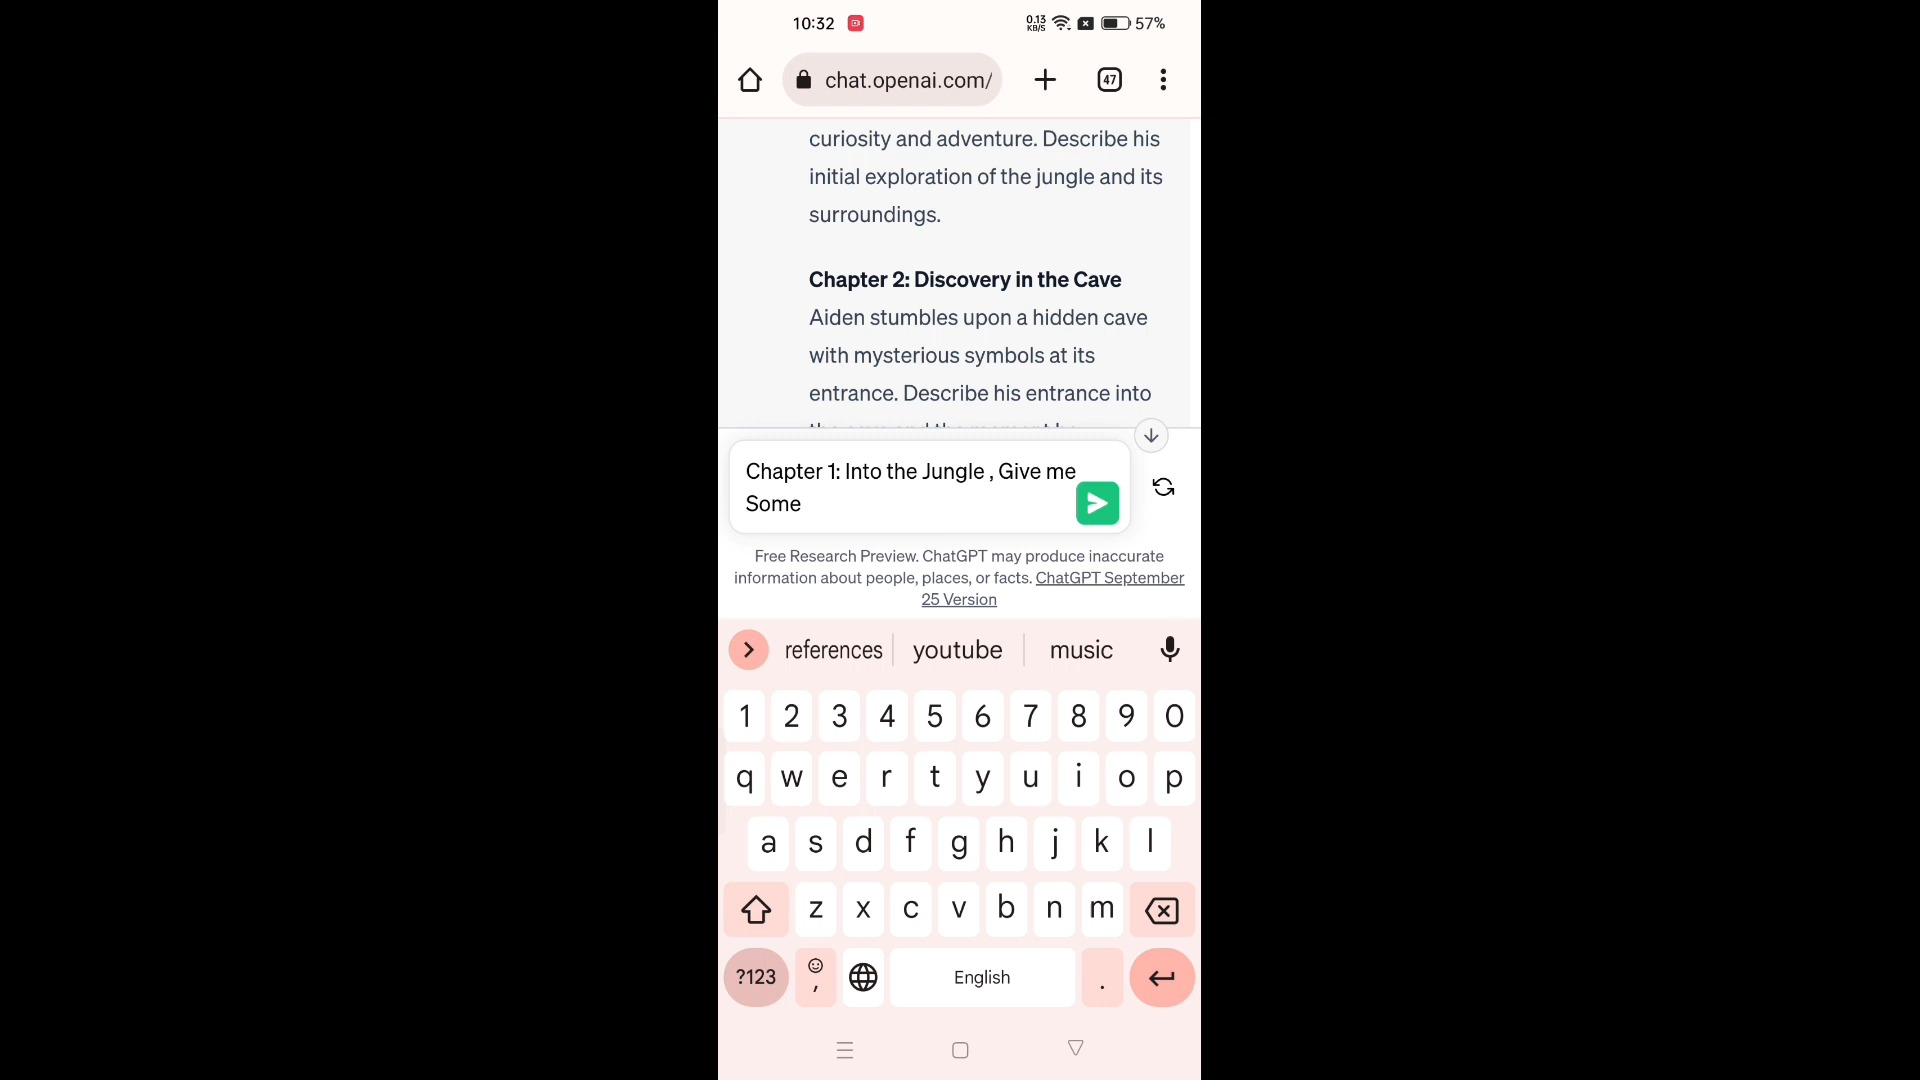 10:32
0.13
KB/S
57%
chat.openai.com/
47
curiosity and adventure. Describe his
initial exploration of the jungle and its
surroundings.
Chapter 2: Discovery in the Cave
Aiden stumbles upon a hidden cave
with mysterious symbols at its
entrance. Describe his entrance into
Chapter 1: Into the Jungle , Give me
Some
Free Research Preview. ChatGPT may produce inaccurate
information about people, places, or facts. ChatGPT September
25 Version
references youtube music
1 2 3 4 5 6 7 8 9 0
q w e r t y u i o p
a s d f g h j k l
z x c v b n m
?123 , English .